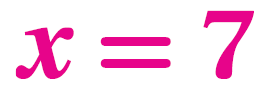 x = 7